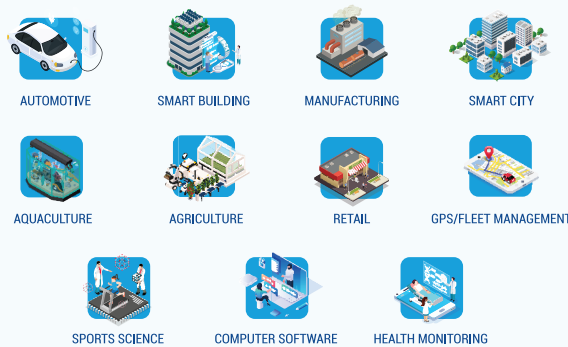 AUTOMOTIVE
SMART BUILDING
MANUFACTURING
SMART CITY
AQUACULTURE
AGRICULTURE
RETAIL
GPS/FLEET MANAGEMENT
SPORTS SCIENCE
COMPUTER SOFTWARE
HEALTH MONITORING